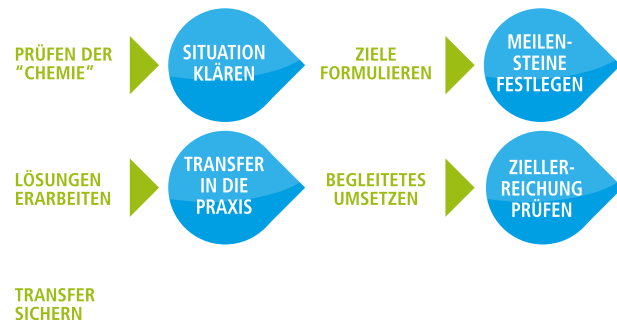 PRÜFEN DER
“CHEMIE”
SITUATION
KLÄREN
ZIELE
FORMULIEREN
MEILEN-
STEINE
FESTLEGEN
LÖSUNGEN
ERARBEITEN
TRANSFER
IN DIE
PRAXIS
BEGLEITETES
UMSETZEN
ZIELLER-
REICHUNG
PRÜFEN
TRANSFER
SICHERN